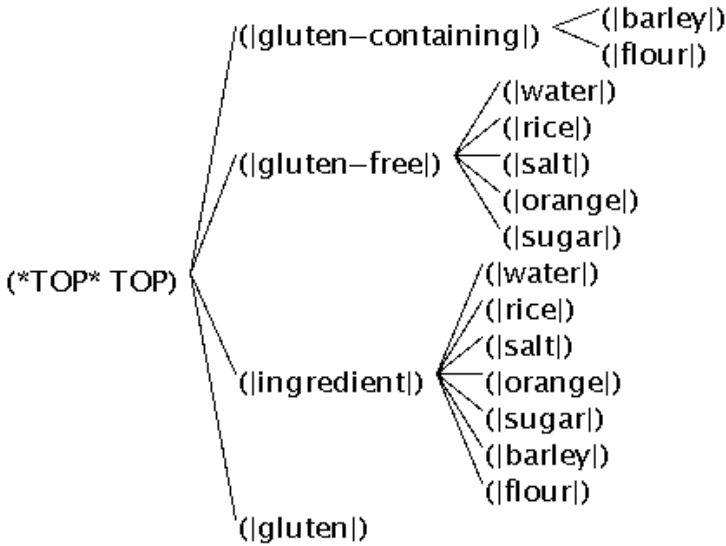 (*TOP* TOP)
(|gluten−containing|)
(|barley|)
(|flour|)
(|gluten−free|)
(|water|)
(|rice|)
(|salt|)
(|orange|)
(|sugar|)
(|ingredient|)
(|water|)
(|rice|)
(|salt|)
(|orange|)
(|sugar|)
(|barley|)
(|flour|)
(|gluten|)